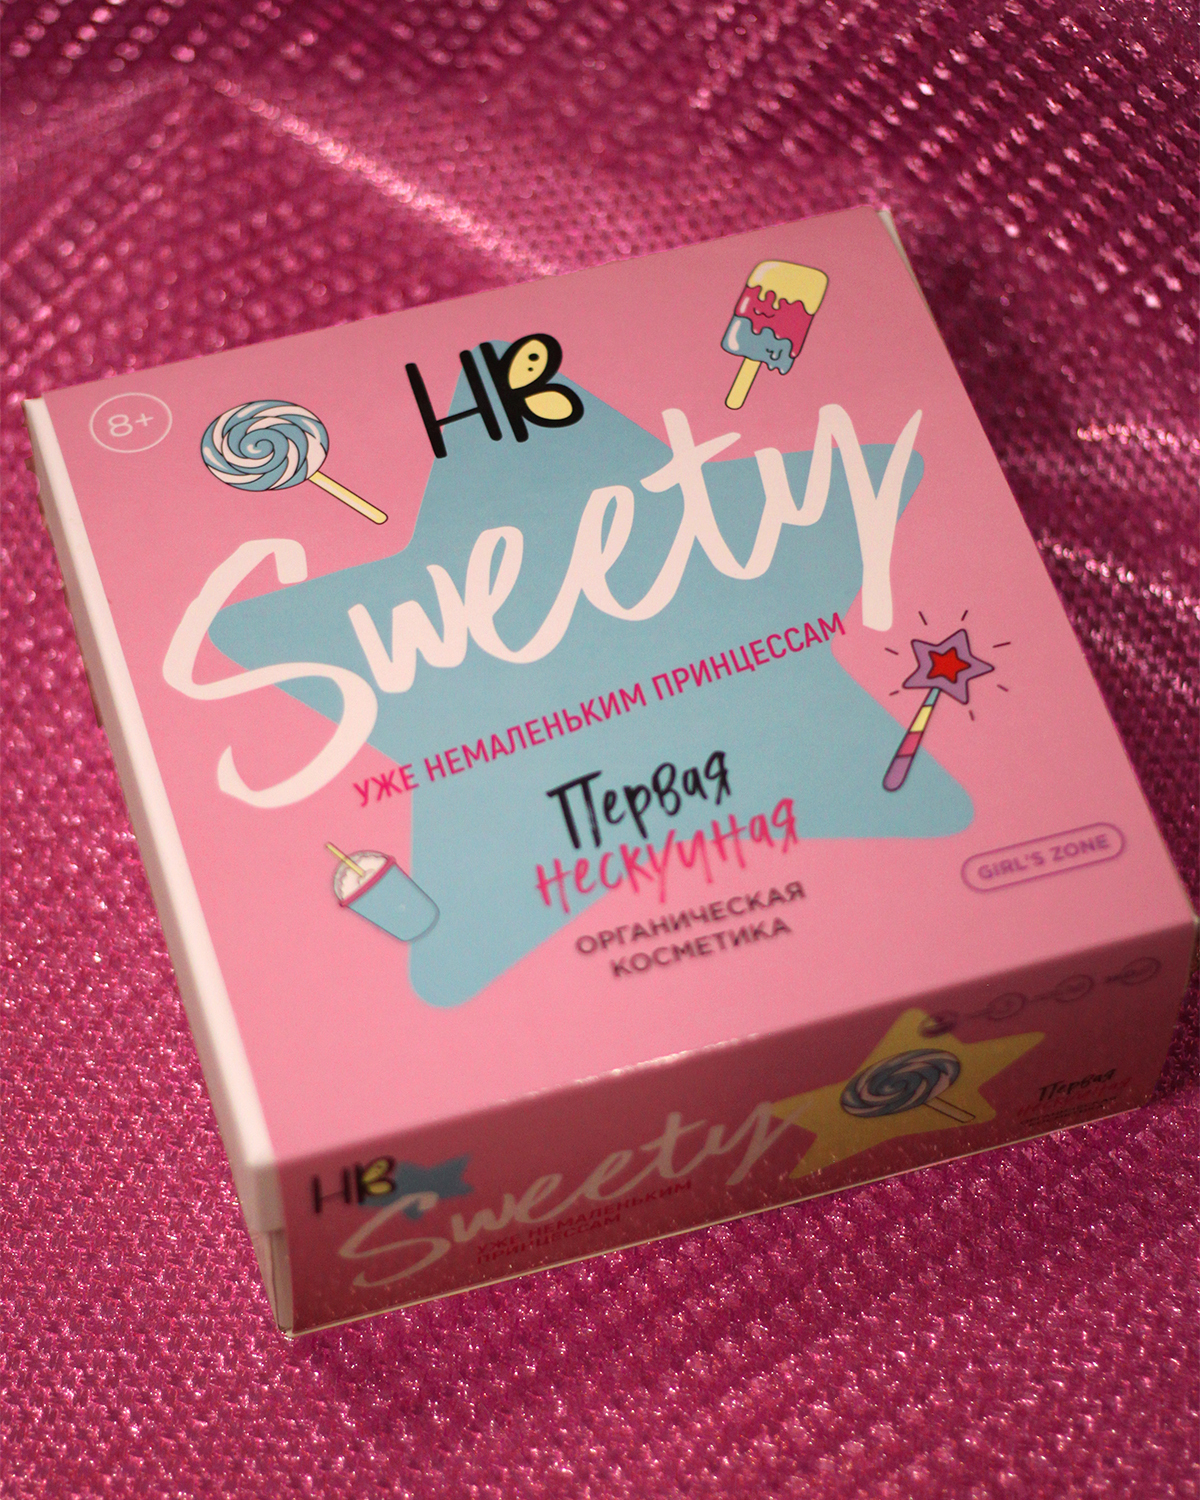 8+
HB
Sweety
УЖЕ НЕМАЛЕНЬКИМ ПРИНЦЕССАМ
Первая
нескучная
ОРГАНИЧЕСКАЯ
КОСМЕТИКА
GIRL'S ZONE
HB
Sweety
УЖЕ НЕМАЛЕНЬКИМ
ПРИНЦЕССАМ
Первая